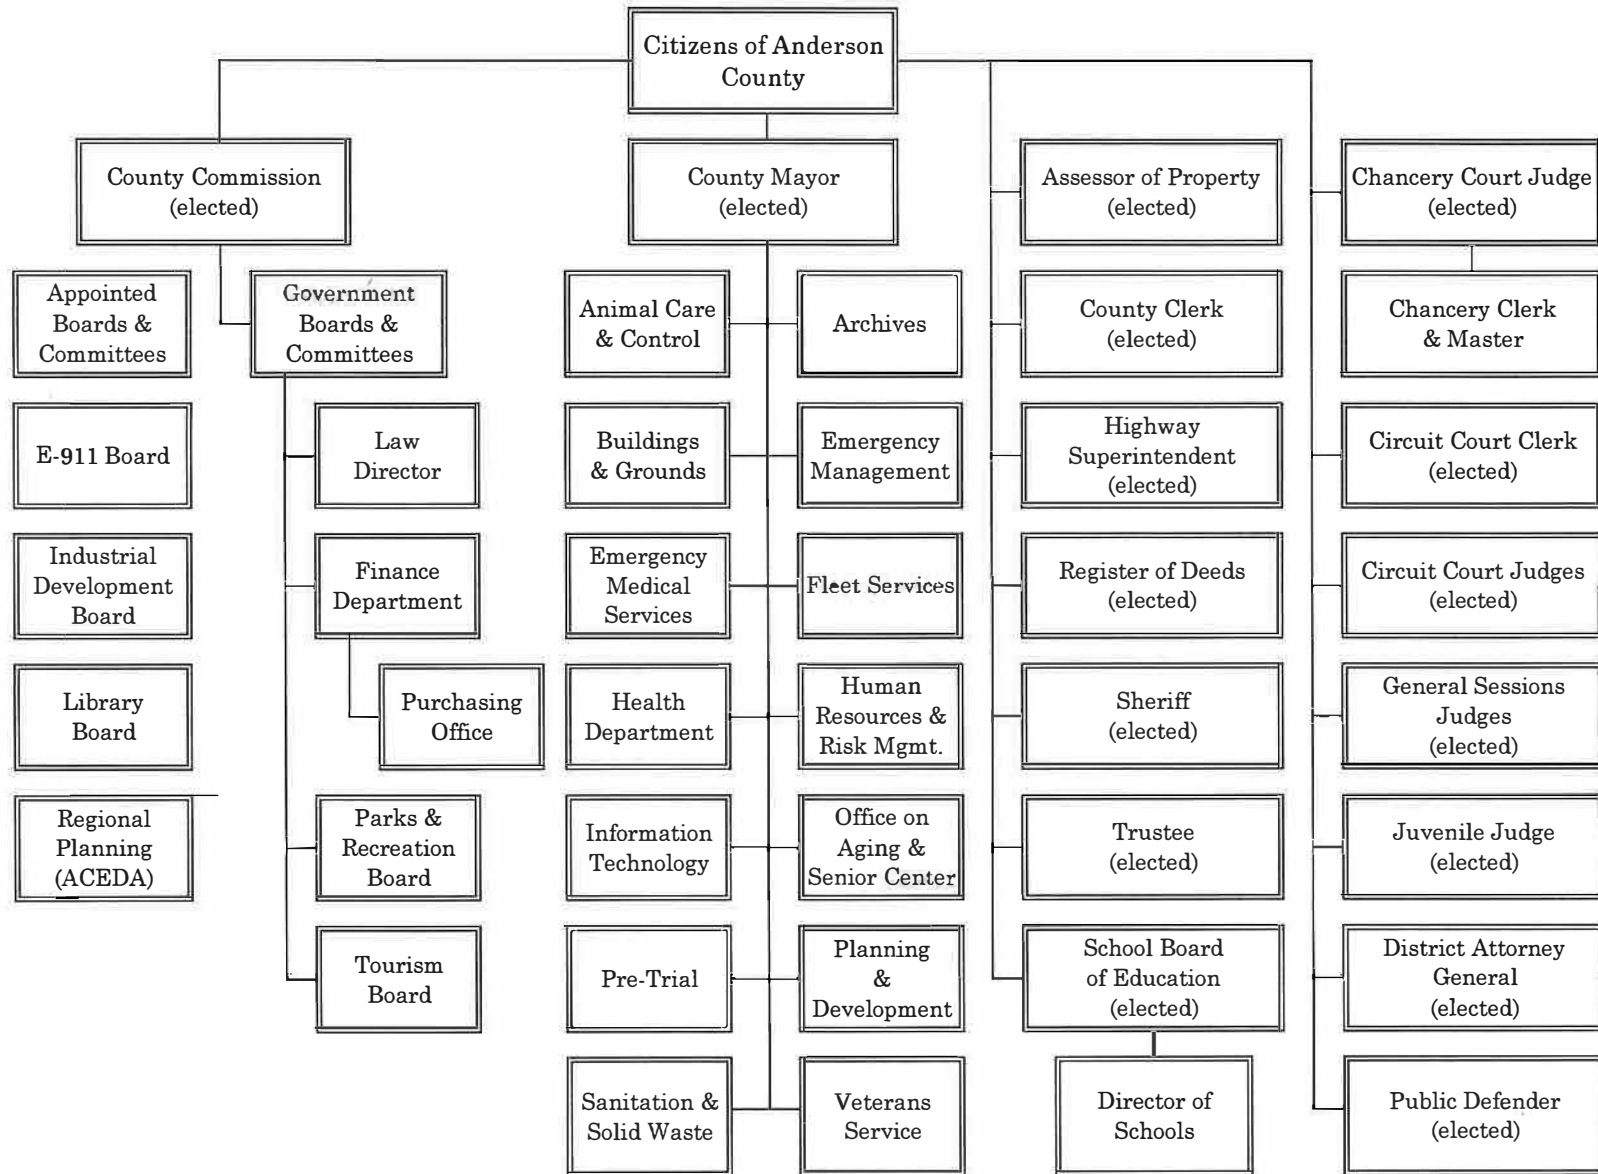 Citizens of Anderson
County
County Commission
(elected)
County Mayor
(elected)
Assessor of Property
(elected)
Chancery Court Judge
(elected)
Appointed
Boards &
Committees
Government
Boards &
Committees
Animal Care
& Control
Archives
County Clerk
(elected)
Chancery Clerk
& Master
E-911 Board
Law
Director
Buildings
& Grounds
Emergency
Management
Highway
Superintendent
(elected)
Circuit Court Clerk
(elected)
Industrial
Development
Board
Finance
Department
Emergency
Medical
Services
Fleet Services
Register of Deeds
(elected)
Circuit Court Judges
(elected)
Library
Board
Purchasing
Office
Health
Department
Human
Resources &
Risk Mgmt.
Sheriff
(elected)
General Sessions
Judges
(elected)
Regional
Planning
(ACEDA)
Parks &
Recreation
Board
Information
Technology
Office on
Aging &
Senior Center
Trustee
(elected)
Juvenile Judge
(elected)
Tourism
Board
Pre-Trial
Planning
&
Development
School Board
of Education
(elected)
District Attorney
General
(elected)
Sanitation &
Solid Waste
Veterans
Service
Director of
Schools
Public Defender
(elected)